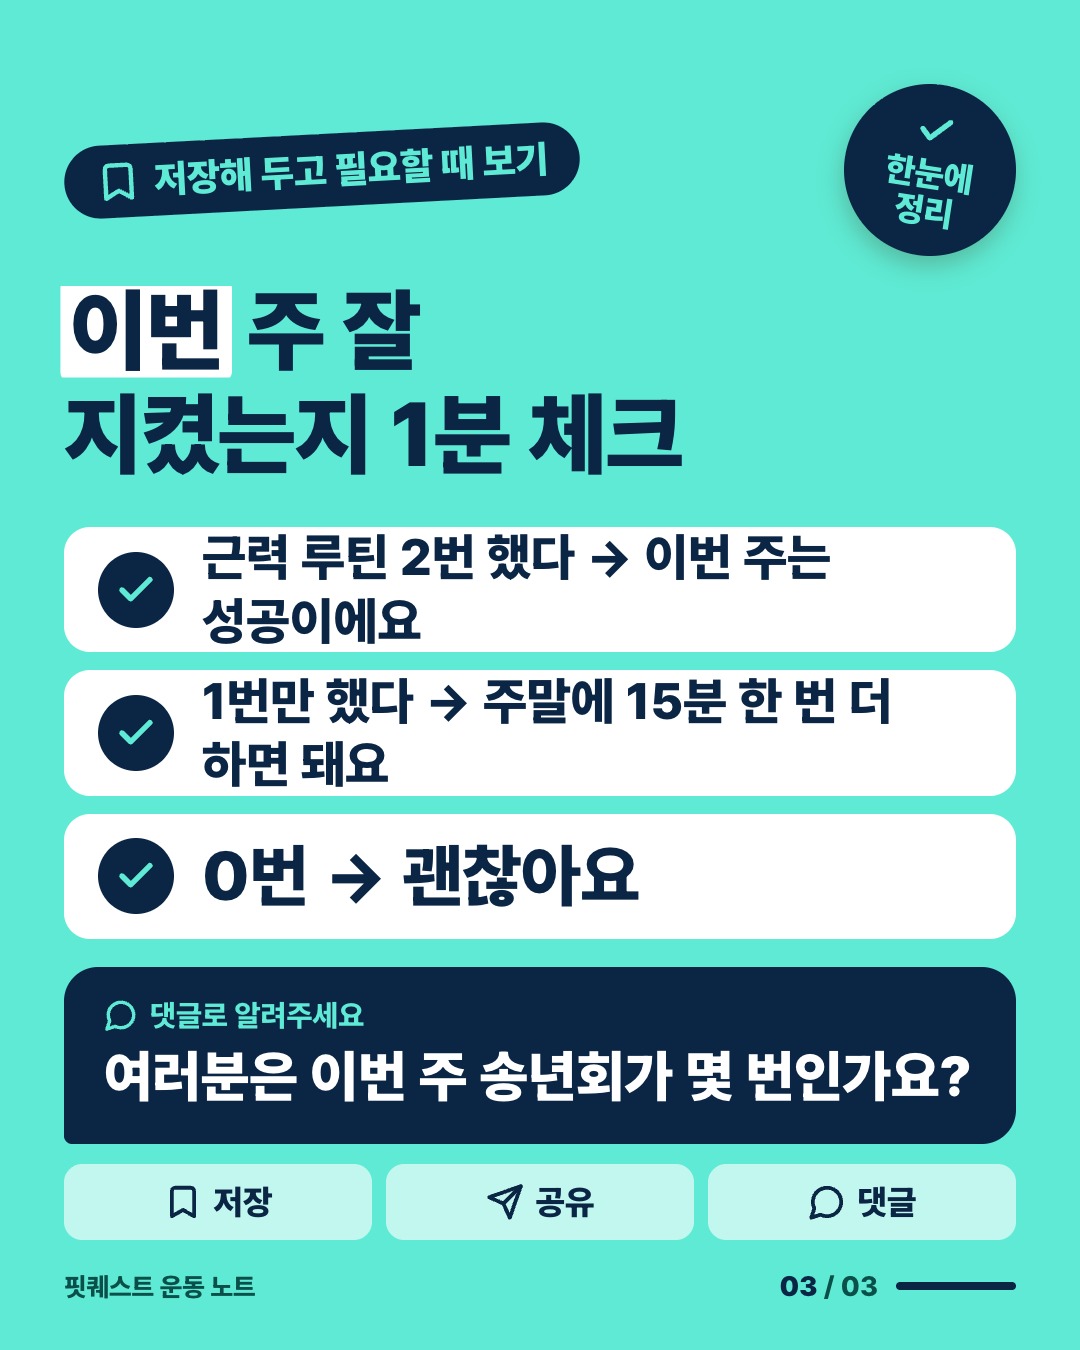 저장해 두고 필요할 때 보기
한눈에
정리
이번 주 잘
지켰는지 1분 체크
근력 루틴 2번 했다 → 이번 주는
성공이에요
1번만 했다 → 주말에 15분 한 번 더
하면 돼요
0번 → 괜찮아요
댓글로 알려주세요
여러분은 이번 주 송년회가 몇 번인가요?
저장
공유
댓글
핏퀘스트 운동 노트
03 / 03